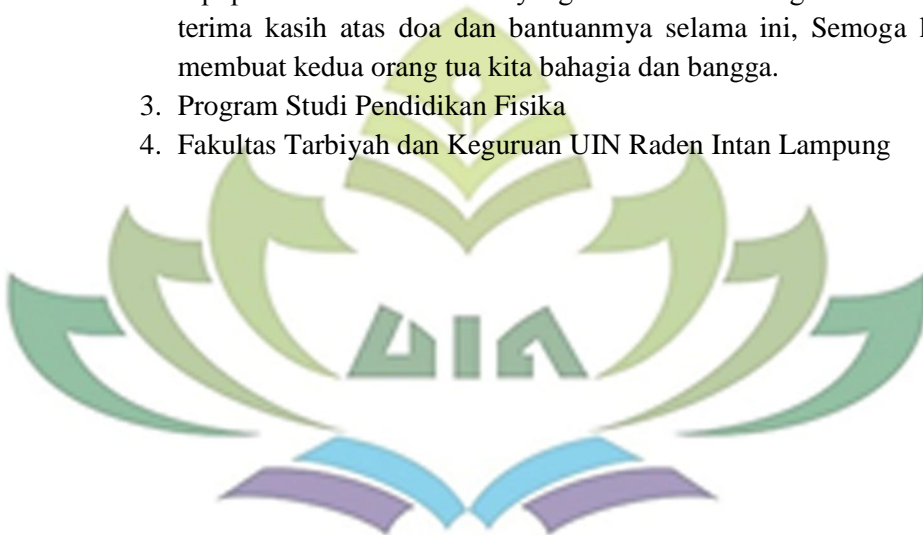 terima kasih atas doa dan bantuanmya selama ini, Semoga
membuat kedua orang tua kita bahagia dan bangga.
3. Program Studi Pendidikan Fisika
4. Fakultas Tarbiyah dan Keguruan UIN Raden Intan Lampung
UIN